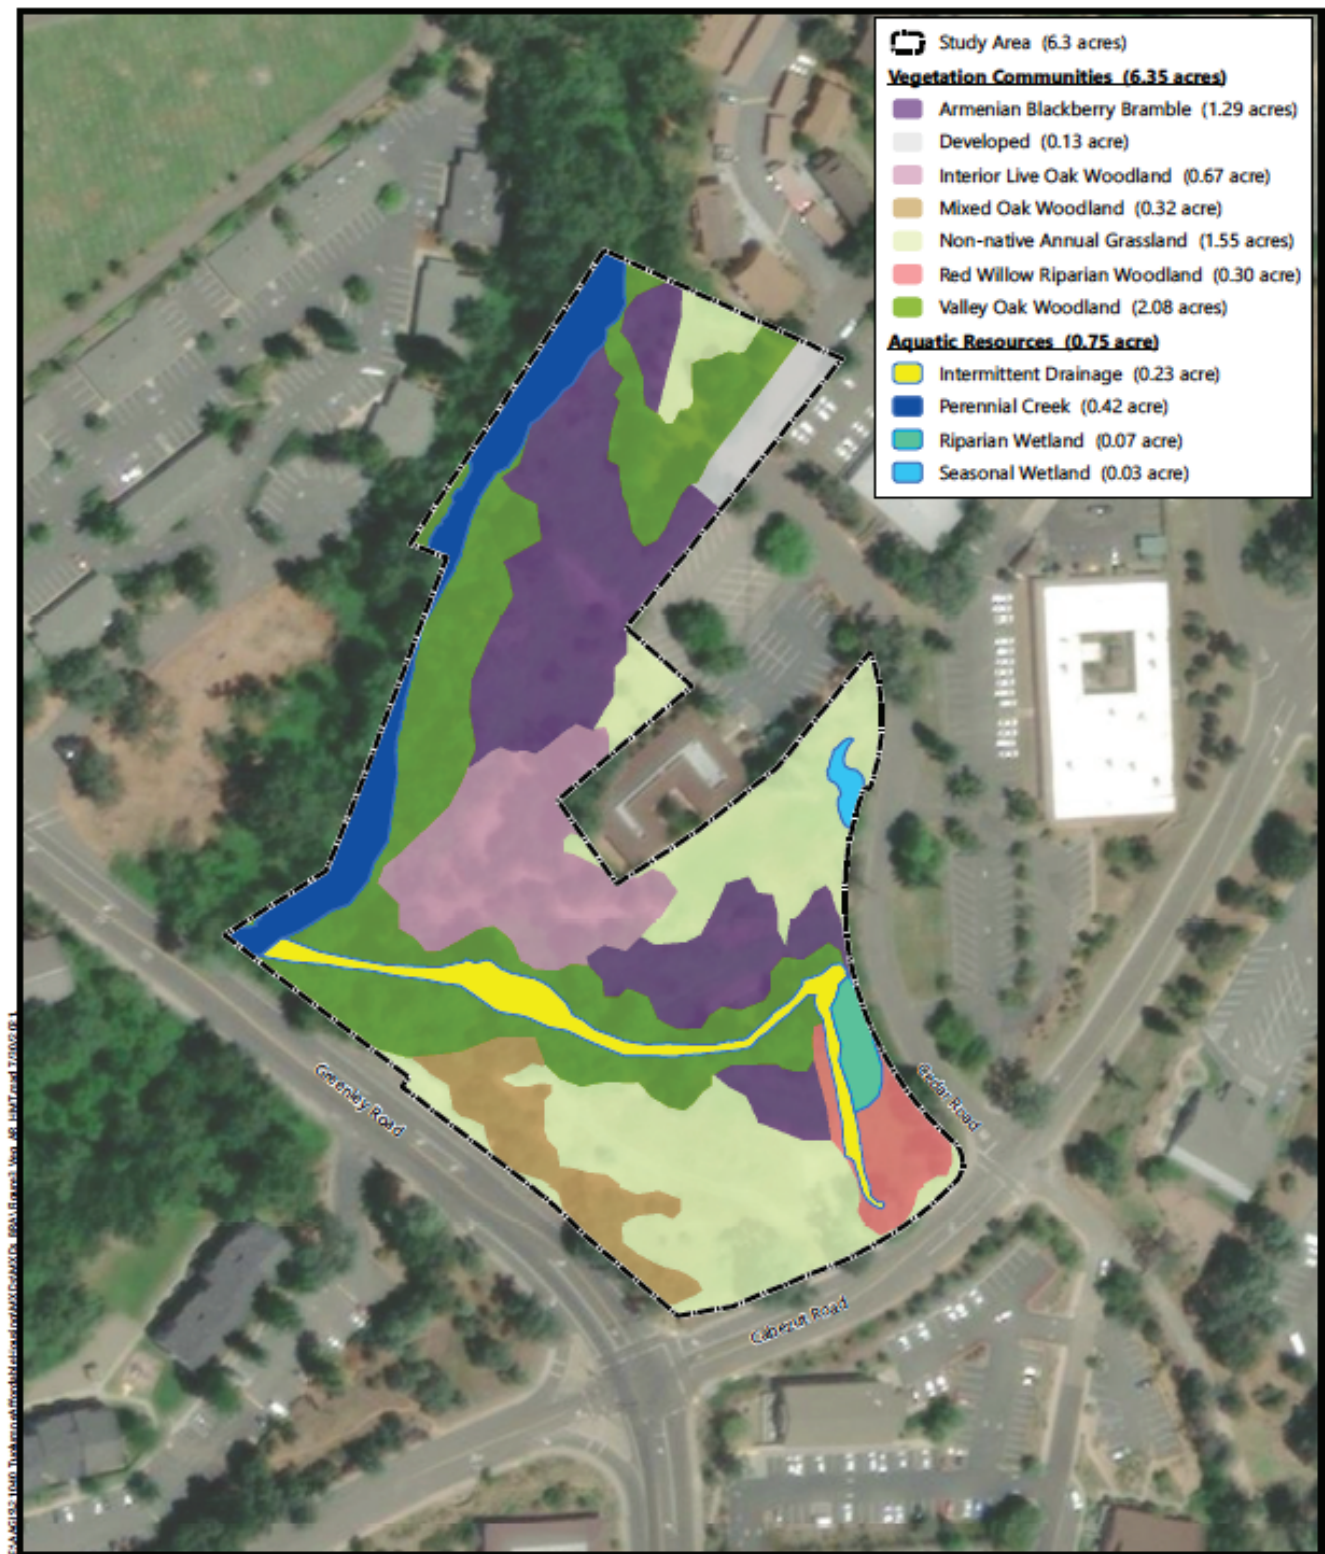 Study Area (6.3 acres)
Vegetation Communities (6.35 acres)
Armenian Blackberry Bramble (1.29 acres)
Developed (0.13 acre)
Interior Live Oak Woodland (0.67 acre)
Mixed Oak Woodland (0.32 acre)
Non-native Annual Grassland (1.55 acres)
Red Willow Riparian Woodland (0.30 acre)
Valley Oak Woodland (2.08 acres)
Aquatic Resources (0.75 acre)
Intermittent Drainage (0.23 acre)
Perennial Creek (0.42 acre)
Riparian Wetland (0.07 acre)
Seasonal Wetland (0.03 acre)
Greenley Road
Cedar Road
Cabezut Road